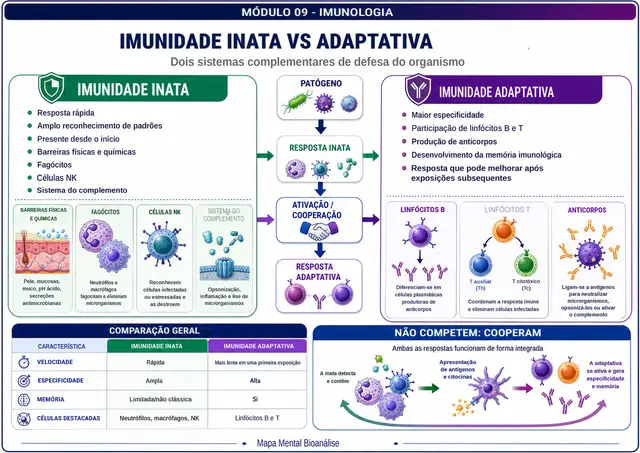 MÓDULO 09 - IMUNOLOGIA
IMUNIDADE INATA VS ADAPTATIVA
Dois sistemas complementares de defesa do organismo
IMUNIDADE INATA
Resposta rápida
Amplo reconhecimento de padrões
Presente desde o início
Barreiras físicas e químicas
Fagócitos
Células NK
Sistema do complemento
BARREIRAS FÍSICAS
E QUÍMICAS
Pele, mucosas,
muco, pH ácido,
secreções
antimicrobianas
FAGÓCITOS
Neutrófilos e
macrófagos
fagocitan e eliminam
microrganismos
CÉLULAS NK
Reconhecem
células infectadas
ou estressadas e
as destroem
SISTEMA DO
COMPLEMENTO
Opsonização,
inflamação e lise de
microrganismos
PATÓGENO
RESPOSTA INATA
ATIVAÇÃO /
COOPERAÇÃO
RESPOSTA
ADAPTATIVA
IMUNIDADE ADAPTATIVA
Maior especificidade
Participação de linfócitos B e T
Produção de anticorpos
Desenvolvimento da memória imunológica
Resposta que pode melhorar após
exposições subsequentes
LINFÓCITOS B
Diferenciam-se em
células plasmáticas
produtoras de
anticorpos
LINFÓCITOS T
T auxiliar
(Th)
T citotóxico
(Tc)
Coordenam a resposta imune
e eliminam células infectadas
ANTICORPOS
Ligam-se a antígenos
para neutralizar
microrganismos,
opsonizá-los ou ativar
o complemento
COMPARAÇÃO GERAL
CARACTERÍSTICA IMUNIDADE INATA IMUNIDADE ADAPTATIVA
VELOCIDADE Rápida Mais lenta em uma primeira exposição
ESPECIFICIDADE Ampla Alta
MEMÓRIA Limitada/não clássica Sí
CÉLULAS DESTACADAS Neutrófilos, macrófagos, NK Linfócitos B e T
NÃO COMPETEM: COOPERAM
Ambas as respostas funcionam de forma integrada
A inata detecta
e contém
Apresentação
de antígenos
e citocinas
A adaptativa
se ativa e gera
especificidade
e memória
Mapa Mental Bioanálise